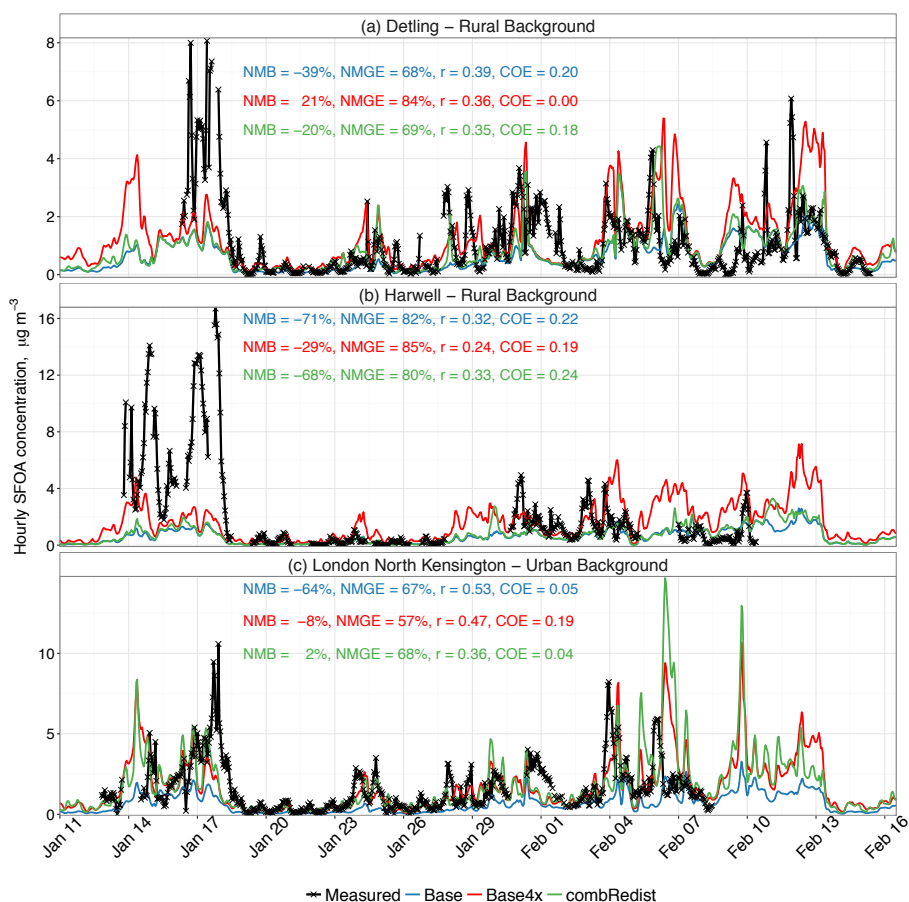 (a) Detling − Rural Background
8
6
4
2
0
NMB = −39%, NMGE = 68%, r = 0.39, COE = 0.20
NMB = 21%, NMGE = 84%, r = 0.36, COE = 0.00
NMB = −20%, NMGE = 69%, r = 0.35, COE = 0.18
(b) Harwell − Rural Background
16
12
8
4
0
NMB = −71%, NMGE = 82%, r = 0.32, COE = 0.22
NMB = −29%, NMGE = 85%, r = 0.24, COE = 0.19
NMB = −68%, NMGE = 80%, r = 0.33, COE = 0.24
Hourly SFOA concentration, μg m⁻³
(c) London North Kensington − Urban Background
10
5
0
NMB = −64%, NMGE = 67%, r = 0.53, COE = 0.05
NMB = −8%, NMGE = 57%, r = 0.47, COE = 0.19
NMB = 2%, NMGE = 68%, r = 0.36, COE = 0.04
Jan 11
Jan 14
Jan 17
Jan 20
Jan 23
Jan 26
Jan 29
Feb 01
Feb 04
Feb 07
Feb 10
Feb 13
Feb 16
Measured Base Base4x combRedist